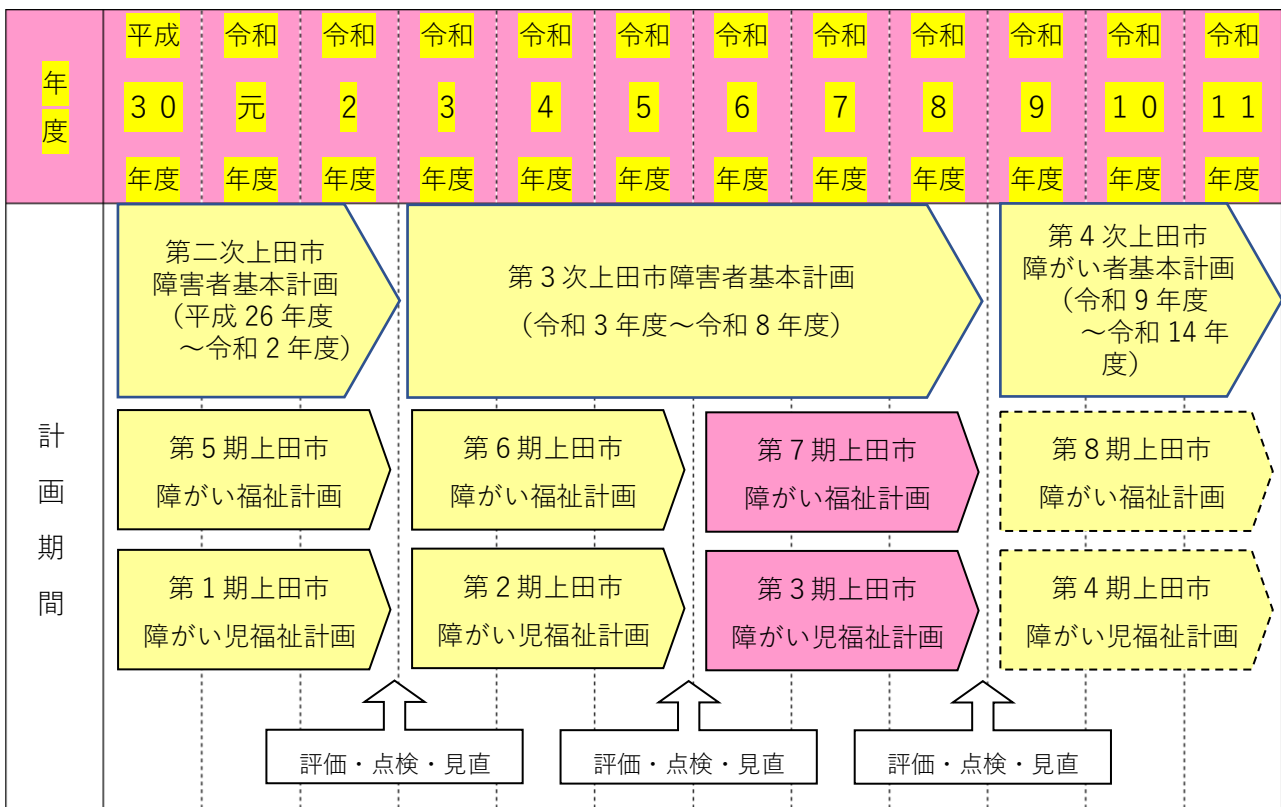 年度
平成 令和 令和 令和 令和 令和 令和 令和 令和 令和 令和 令和
３０ 元 2 3 4 5 6 7 8 9 １０ １１
年度 年度 年度 年度 年度 年度 年度 年度 年度 年度 年度 年度
計画期間
第二次上田市
障害者基本計画
（平成 26 年度
～令和 2 年度）
第３次上田市障害者基本計画
（令和 3 年度～令和 8 年度）
第４次上田市
障がい者基本計画
（令和 9 年度
～令和 14 年
度）
第５期上田市
障がい福祉計画
第６期上田市
障がい福祉計画
第７期上田市
障がい福祉計画
第８期上田市
障がい福祉計画
第１期上田市
障がい児福祉計画
第２期上田市
障がい児福祉計画
第３期上田市
障がい児福祉計画
第４期上田市
障がい児福祉計画
評価・点検・見直
評価・点検・見直
評価・点検・見直